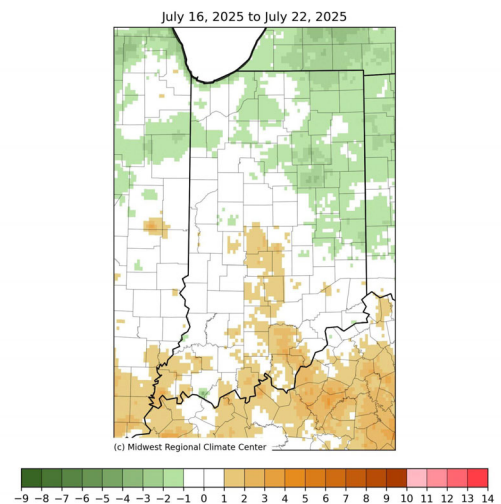 July 16, 2025 to July 22, 2025
(c) Midwest Regional Climate Center
−9 −8 −7 −6 −5 −4 −3 −2 −1 0 1 2 3 4 5 6 7 8 9 10 11 12 13 14